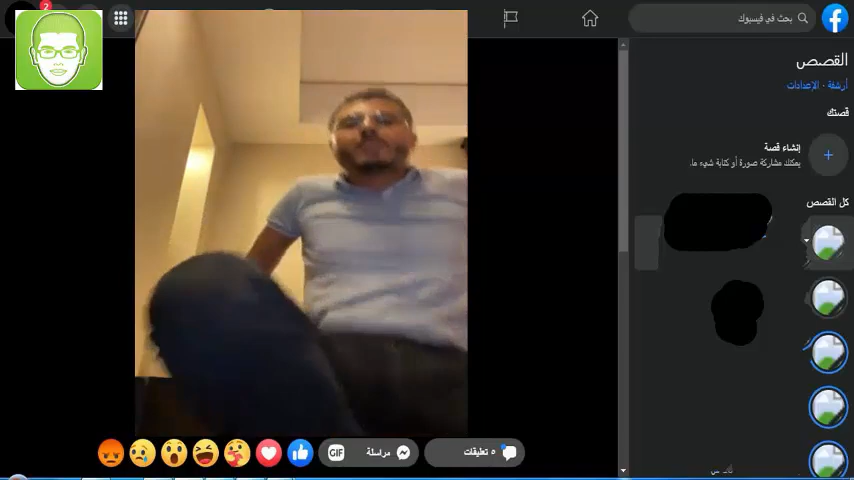 2
بحث في فيسبوك
القصص
أرشفة · الإعدادات
قصتك
إنشاء قصة
يمكنك مشاركة صورة أو كتابة شيء ما.
كل القصص
GIF
مراسلة
٥ تعليقات